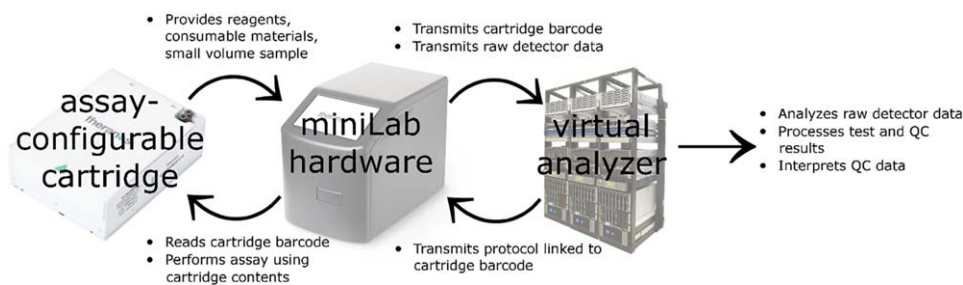 • Provides reagents,
consumable materials,
small volume sample
• Transmits cartridge barcode
• Transmits raw detector data
assay-
configurable
cartridge
miniLab
hardware
virtual
analyzer
• Analyzes raw detector data
• Processes test and QC
results
• Interprets QC data
• Reads cartridge barcode
• Performs assay using
cartridge contents
• Transmits protocol linked to
cartridge barcode